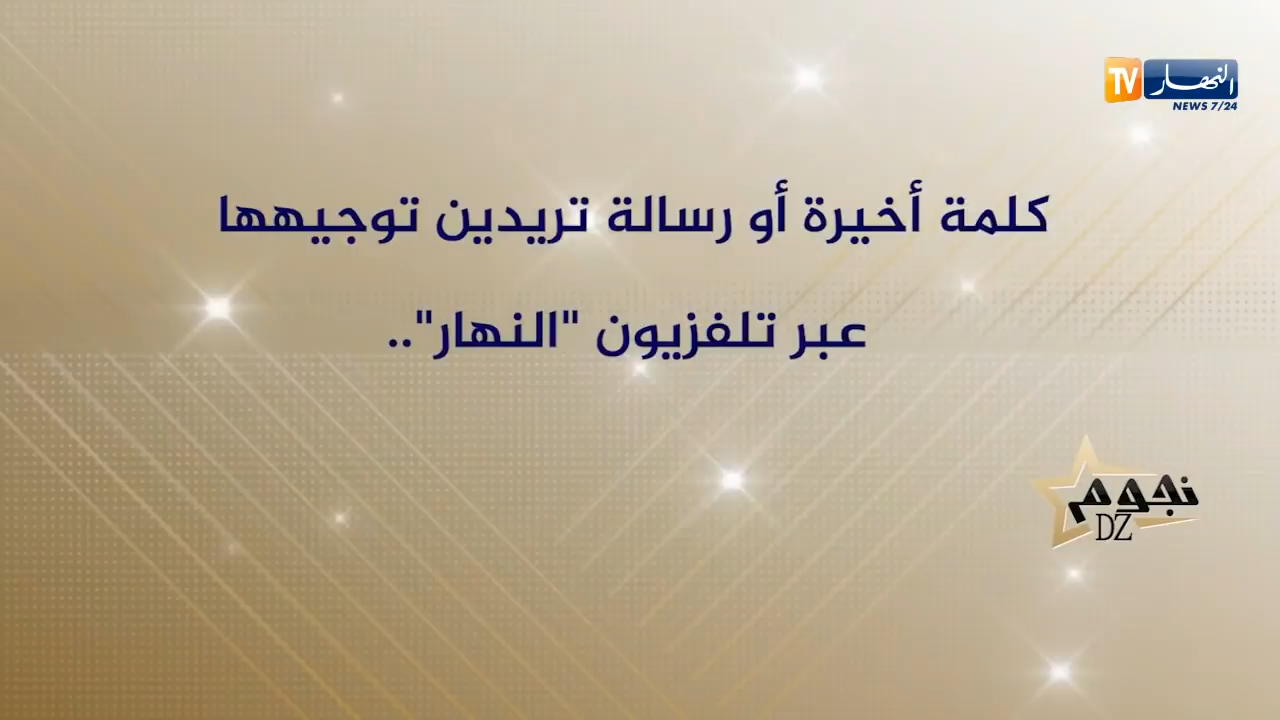 TV النهار
NEWS 7/24
كلمة أخيرة أو رسالة تريدين توجيهها
عبر تلفزيون "النهار"..
نجوم
DZ